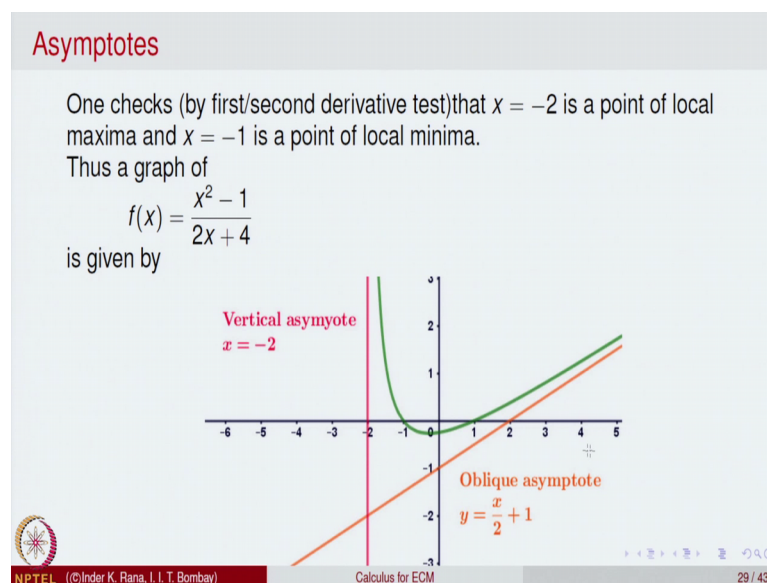 Asymptotes
One checks (by first/second derivative test)that x = −2 is a point of local
maxima and x = −1 is a point of local minima.
Thus a graph of
f(x) = (x² − 1)/(2x + 4)
is given by
3
Vertical asymyote
x = −2
2
1
-6 -5 -4 -3 -2 -1 0 1 2 3 4 5
-1
Oblique asymptote
y = x/2 + 1
-2
-3
NPTEL (©Inder K. Rana, I. I. T. Bombay) Calculus for ECM 29 / 43